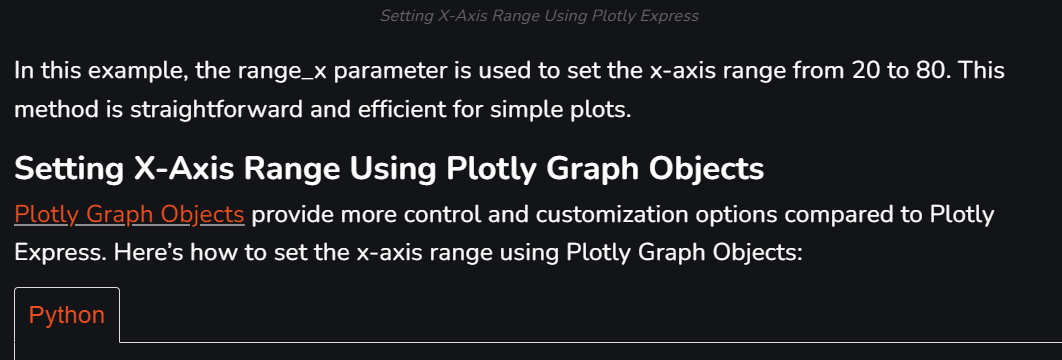 Setting X-Axis Range Using Plotly Express
In this example, the range_x parameter is used to set the x-axis range from 20 to 80. This
method is straightforward and efficient for simple plots.
Setting X-Axis Range Using Plotly Graph Objects
Plotly Graph Objects provide more control and customization options compared to Plotly
Express. Here’s how to set the x-axis range using Plotly Graph Objects:
Python